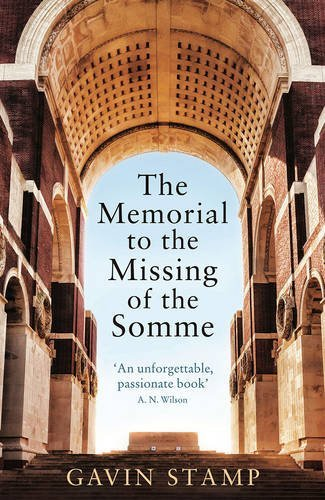 The
Memorial
to the
Missing
of the
Somme
‘An unforgettable,
passionate book’
A. N. Wilson
GAVIN STAMP